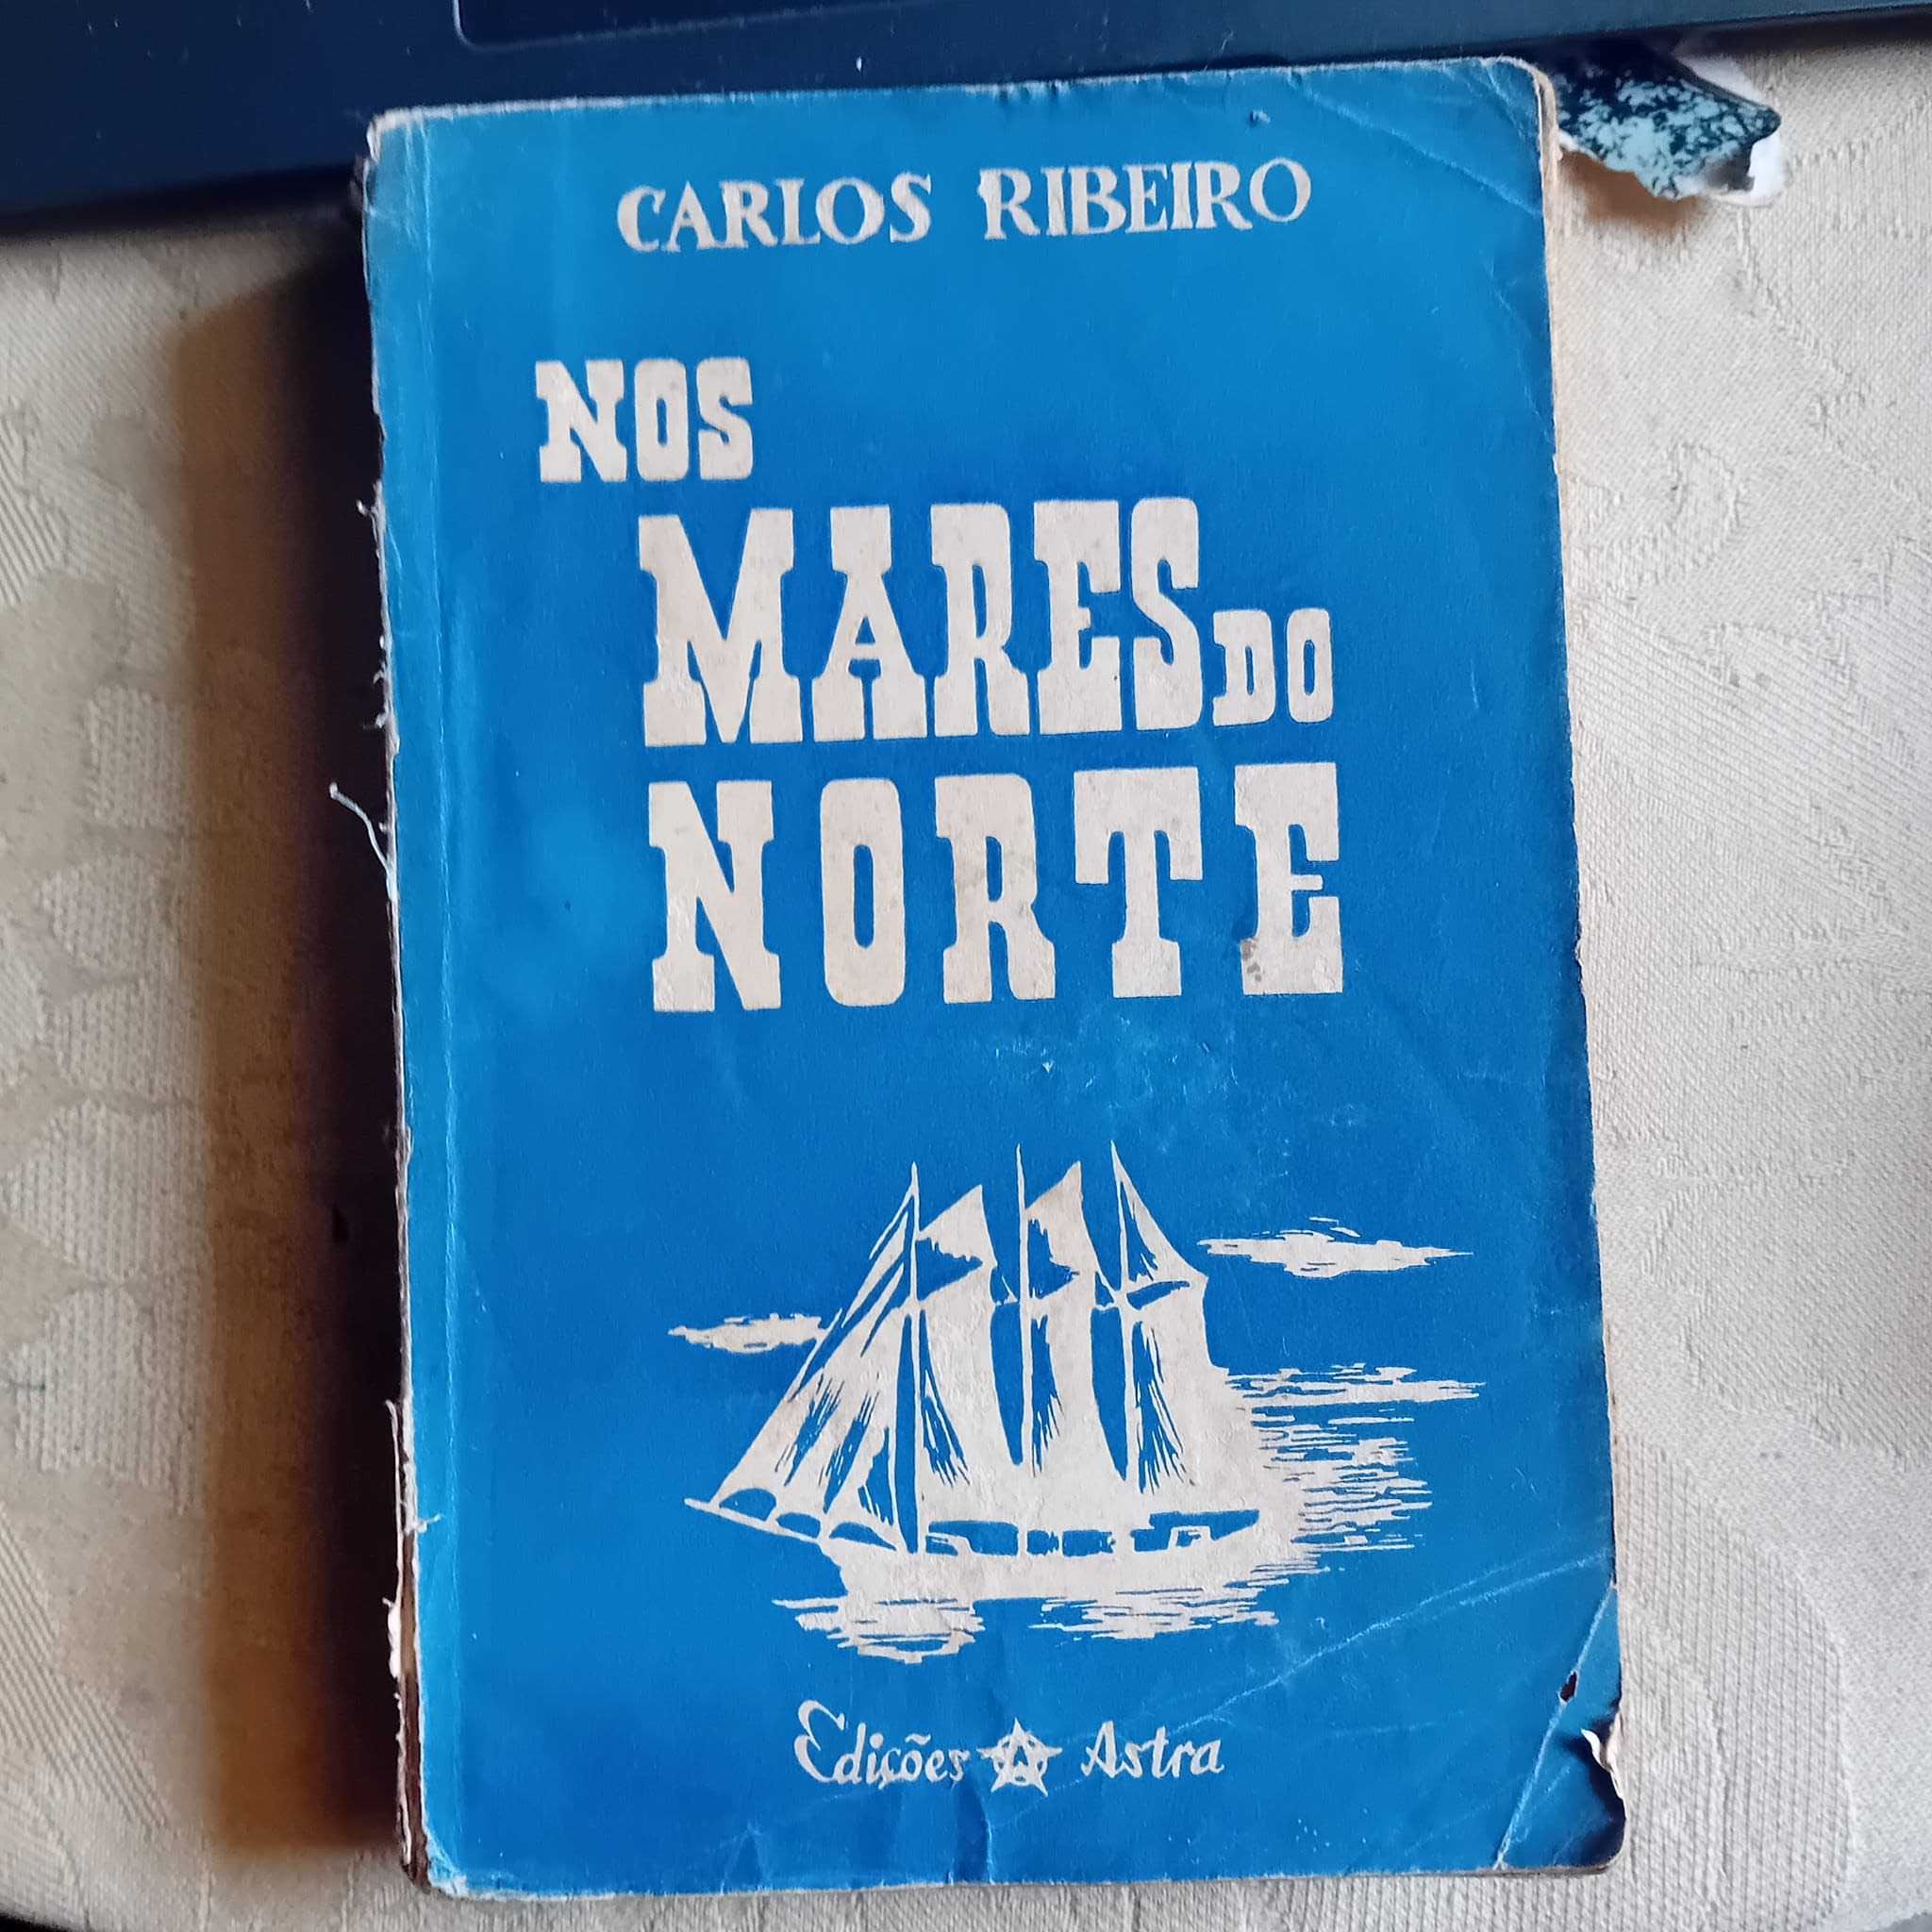 CARLOS RIBEIRO
NOS
MARES DO
NORTE
Edições A Astra